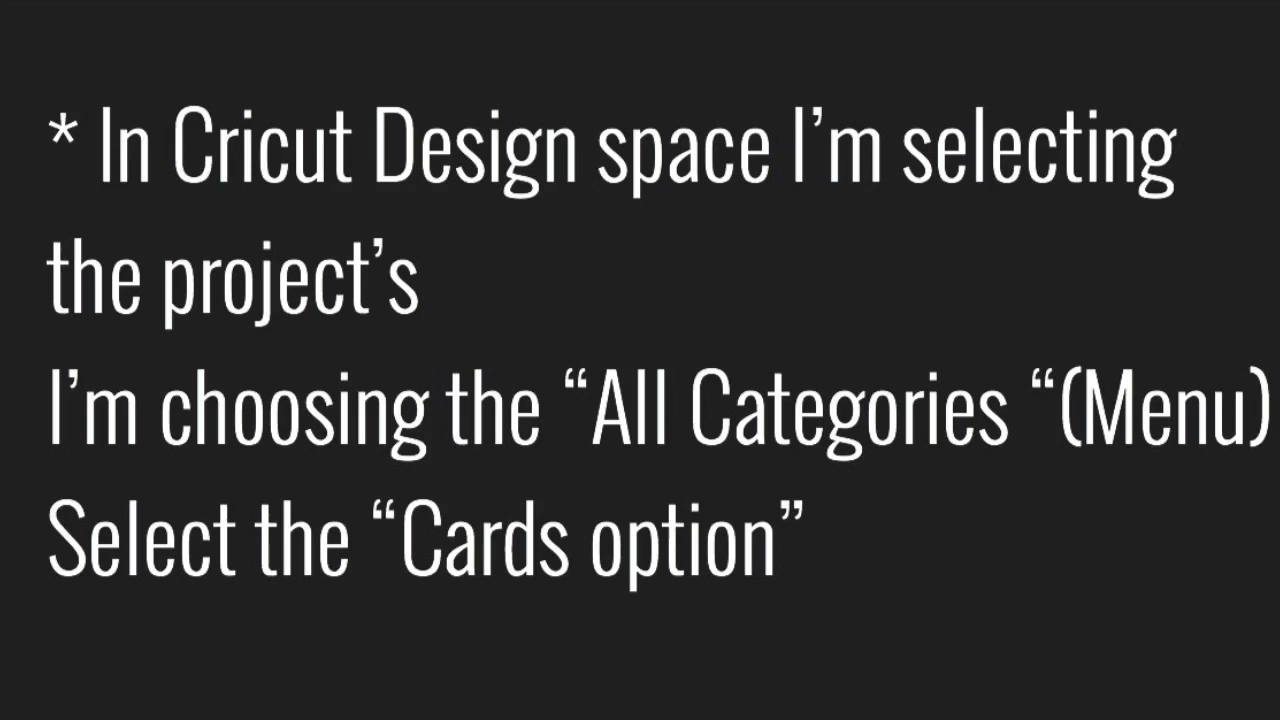 * In Cricut Design space I’m selecting
the project’s
I’m choosing the “All Categories “(Menu)
Select the “Cards option”